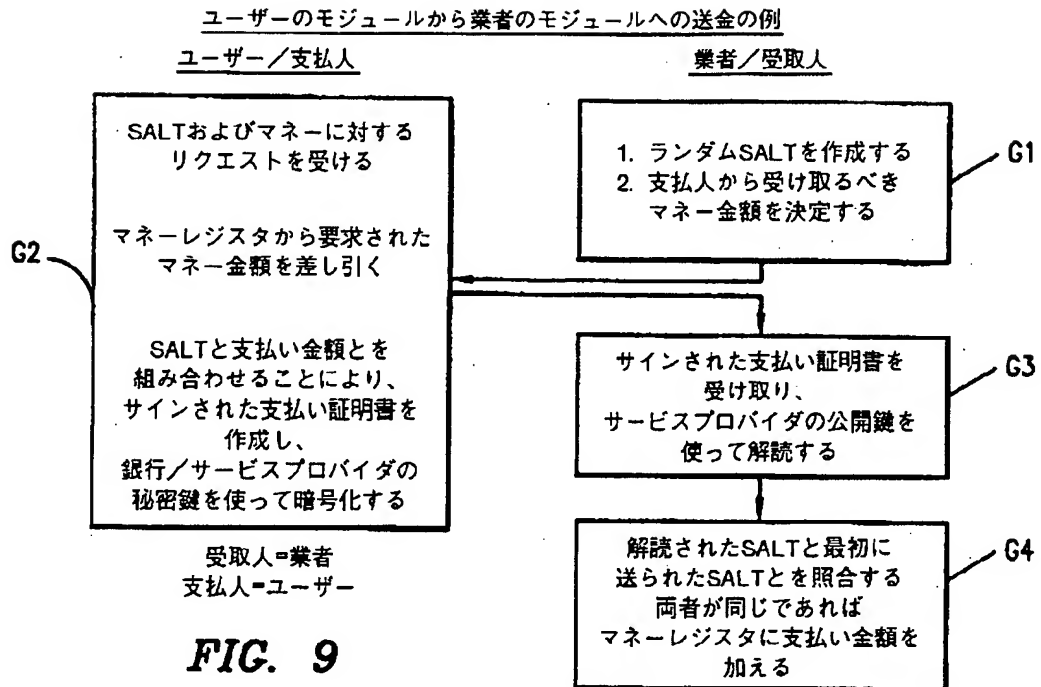 ユーザーのモジュールから業者のモジュールへの送金の例
ユーザー／支払人
業者／受取人
SALTおよびマネーに対する
リクエストを受ける
マネーレジスタから要求された
マネー金額を差し引く
SALTと支払い金額とを
組み合わせることにより、
サインされた支払い証明書を
作成し、
銀行／サービスプロバイダの
秘密鍵を使って暗号化する
G2
受取人=業者
支払人=ユーザー
1. ランダムSALTを作成する
2. 支払人から受け取るべき
マネー金額を決定する
G1
サインされた支払い証明書を
受け取り、
サービスプロバイダの公開鍵を
使って解読する
G3
解読されたSALTと最初に
送られたSALTとを照合する
両者が同じであれば
マネーレジスタに支払い金額を
加える
G4
FIG. 9